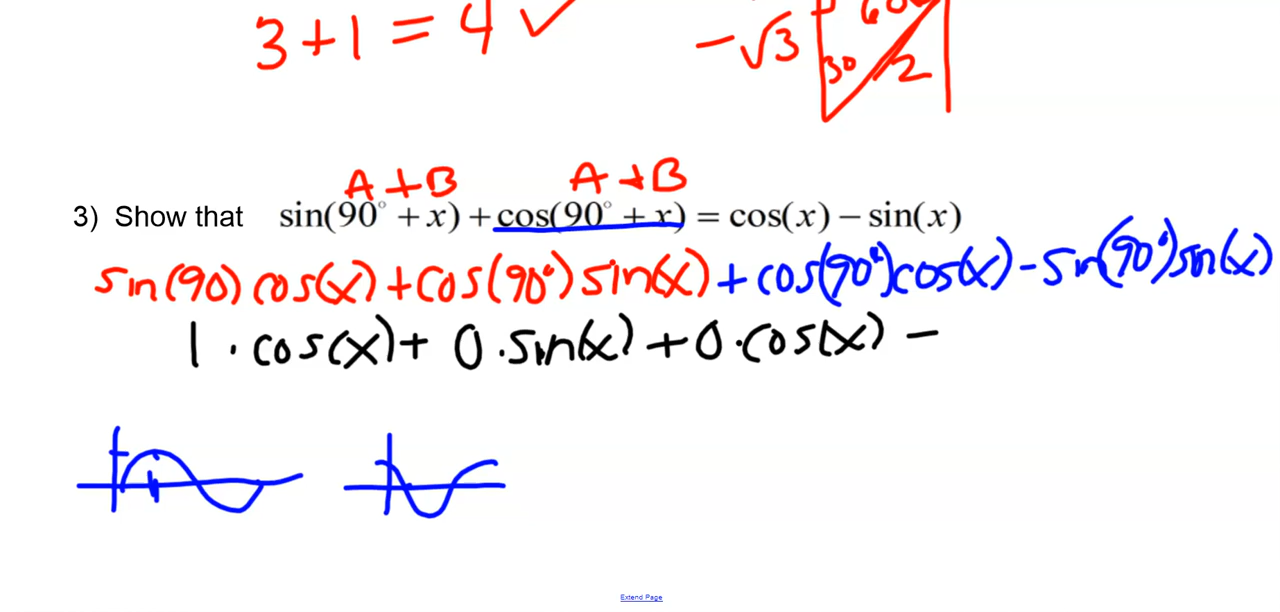 3 + 1 = 4 ✓
-√3 30 60 2
A + B A + B
3) Show that sin(90° + x) + cos(90° + x) = cos(x) − sin(x)
sin(90) cos(x) + cos(90°) sin(x) + cos(90°) cos(x) - sin(90°) sin(x)
1 · cos(x) + 0 · sin(x) + 0 · cos(x) -
Extend Page